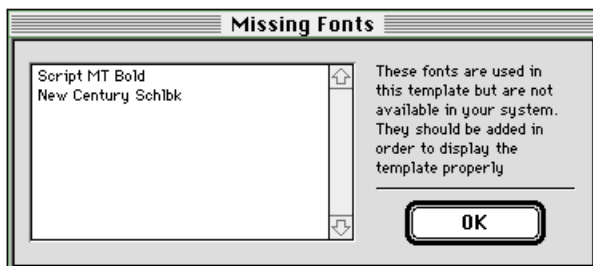 Missing Fonts
Script MT Bold
New Century Schlbk
These fonts are used in
this template but are not
available in your system.
They should be added in
order to display the
template properly
OK